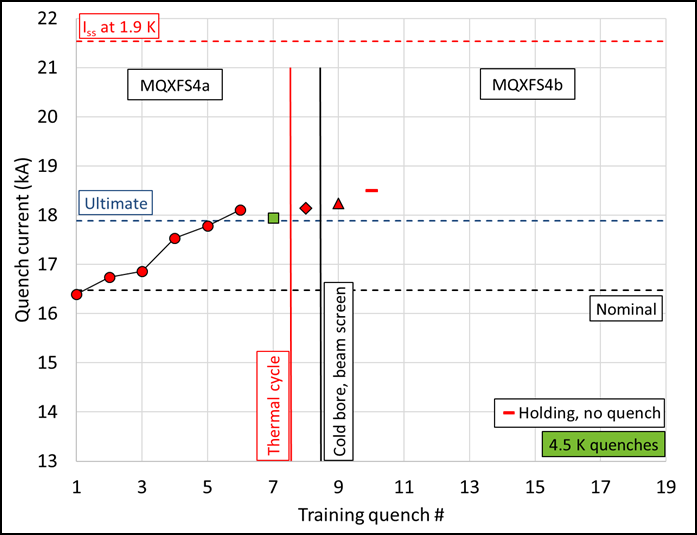 22
21
20
19
18
17
16
15
14
13
Quench current (kA)
Iss at 1.9 K
MQXFS4a
MQXFS4b
Ultimate
Nominal
Thermal cycle
Cold bore, beam screen
Holding, no quench
4.5 K quenches
1 3 5 7 9 11 13 15 17 19
Training quench #